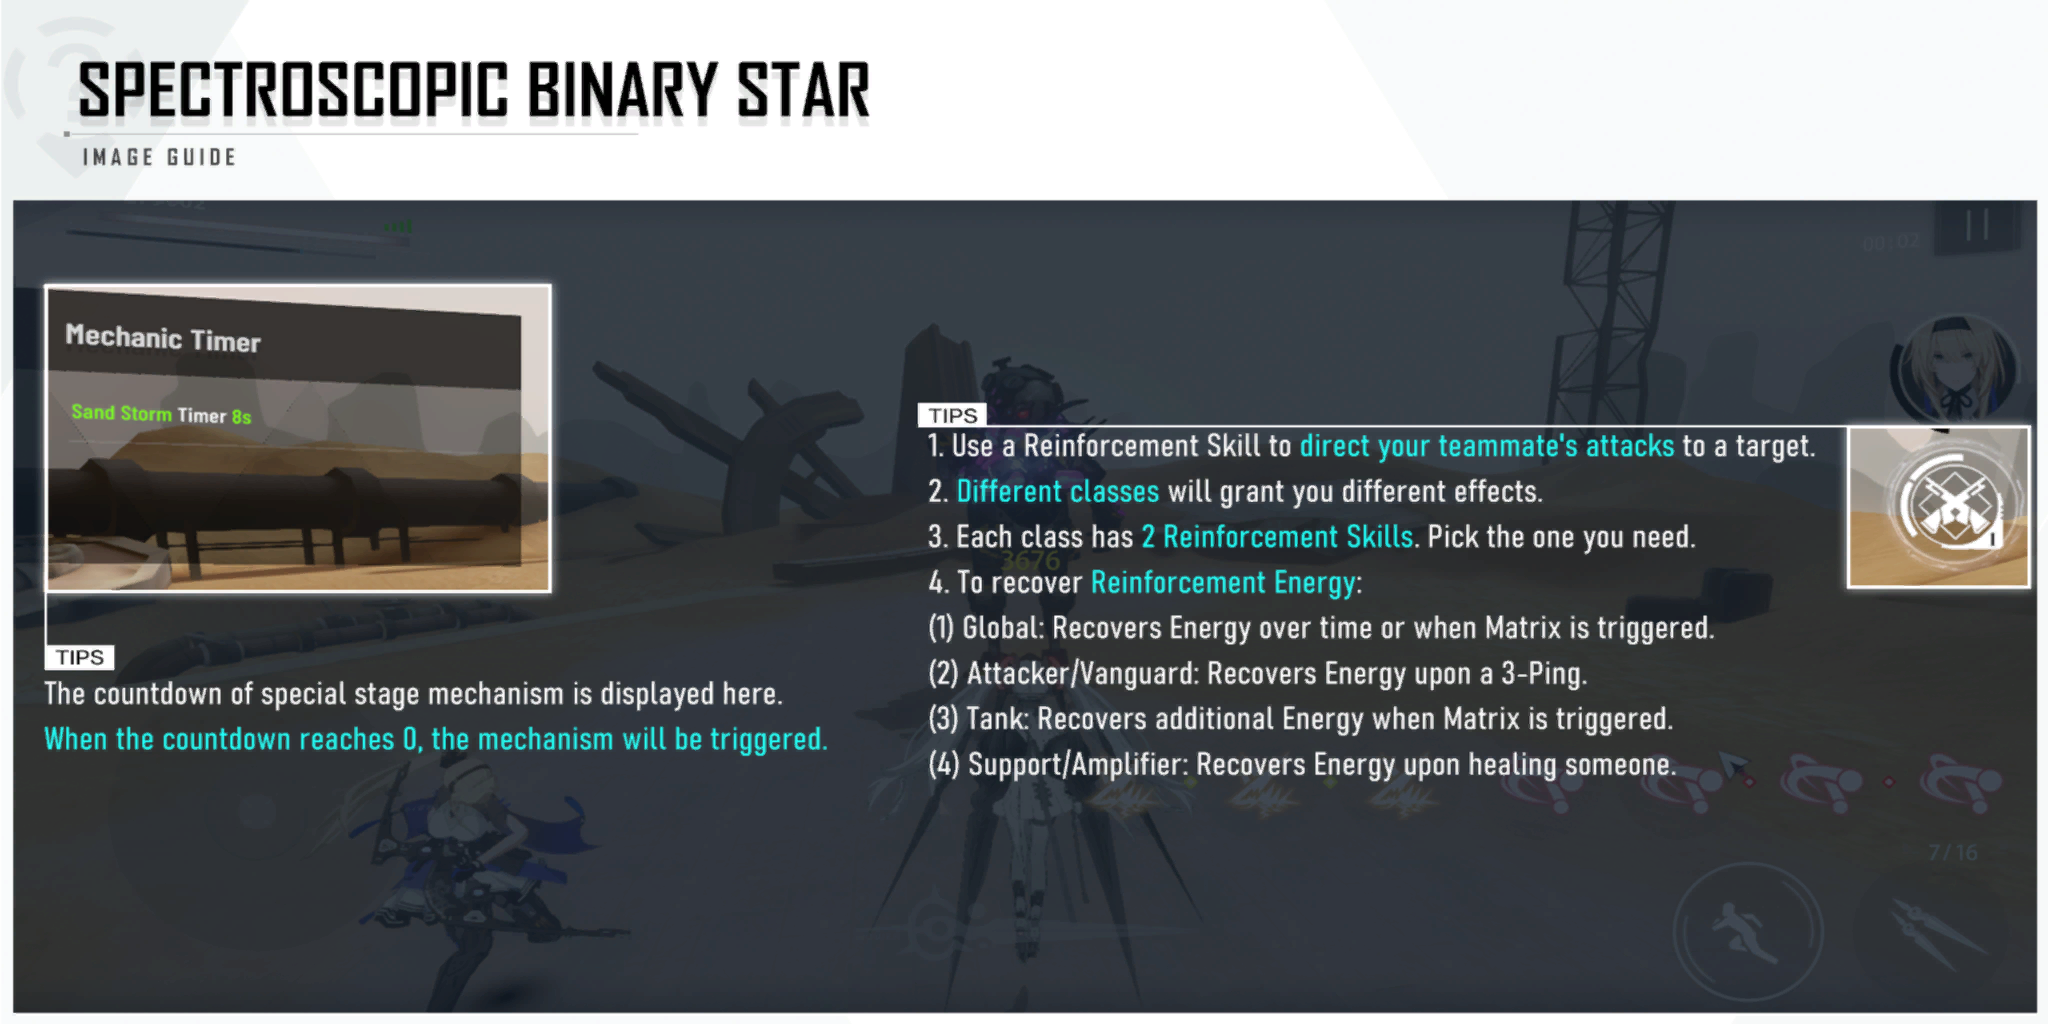 SPECTROSCOPIC BINARY STAR
IMAGE GUIDE
00:02
Mechanic Timer
Sand Storm Timer 8s
TIPS
The countdown of special stage mechanism is displayed here.
When the countdown reaches 0, the mechanism will be triggered.
TIPS
1. Use a Reinforcement Skill to direct your teammate's attacks to a target.
2. Different classes will grant you different effects.
3. Each class has 2 Reinforcement Skills. Pick the one you need.
3676
4. To recover Reinforcement Energy:
(1) Global: Recovers Energy over time or when Matrix is triggered.
(2) Attacker/Vanguard: Recovers Energy upon a 3-Ping.
(3) Tank: Recovers additional Energy when Matrix is triggered.
(4) Support/Amplifier: Recovers Energy upon healing someone.
7/16